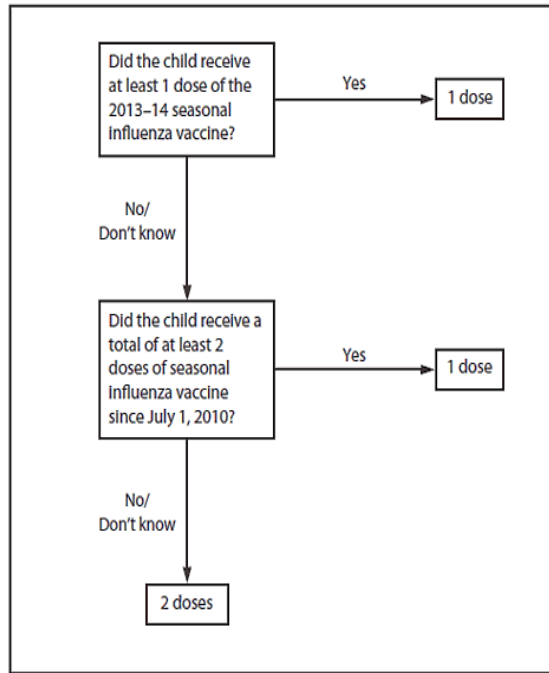 Did the child receive
at least 1 dose of the
2013–14 seasonal
influenza vaccine?
Yes
1 dose
No/
Don't know
Did the child receive a
total of at least 2
doses of seasonal
influenza vaccine
since July 1, 2010?
Yes
1 dose
No/
Don't know
2 doses